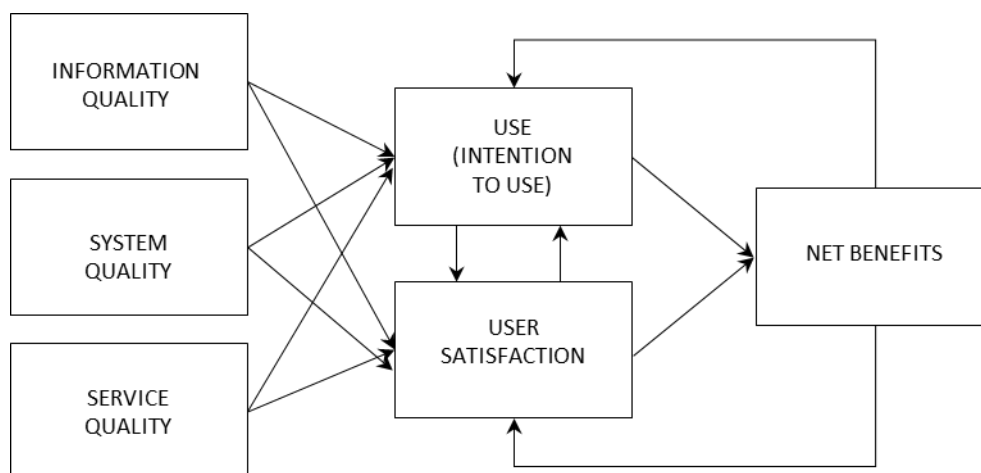 INFORMATION
QUALITY
SYSTEM
QUALITY
SERVICE
QUALITY
USE
(INTENTION
TO USE)
USER
SATISFACTION
NET BENEFITS